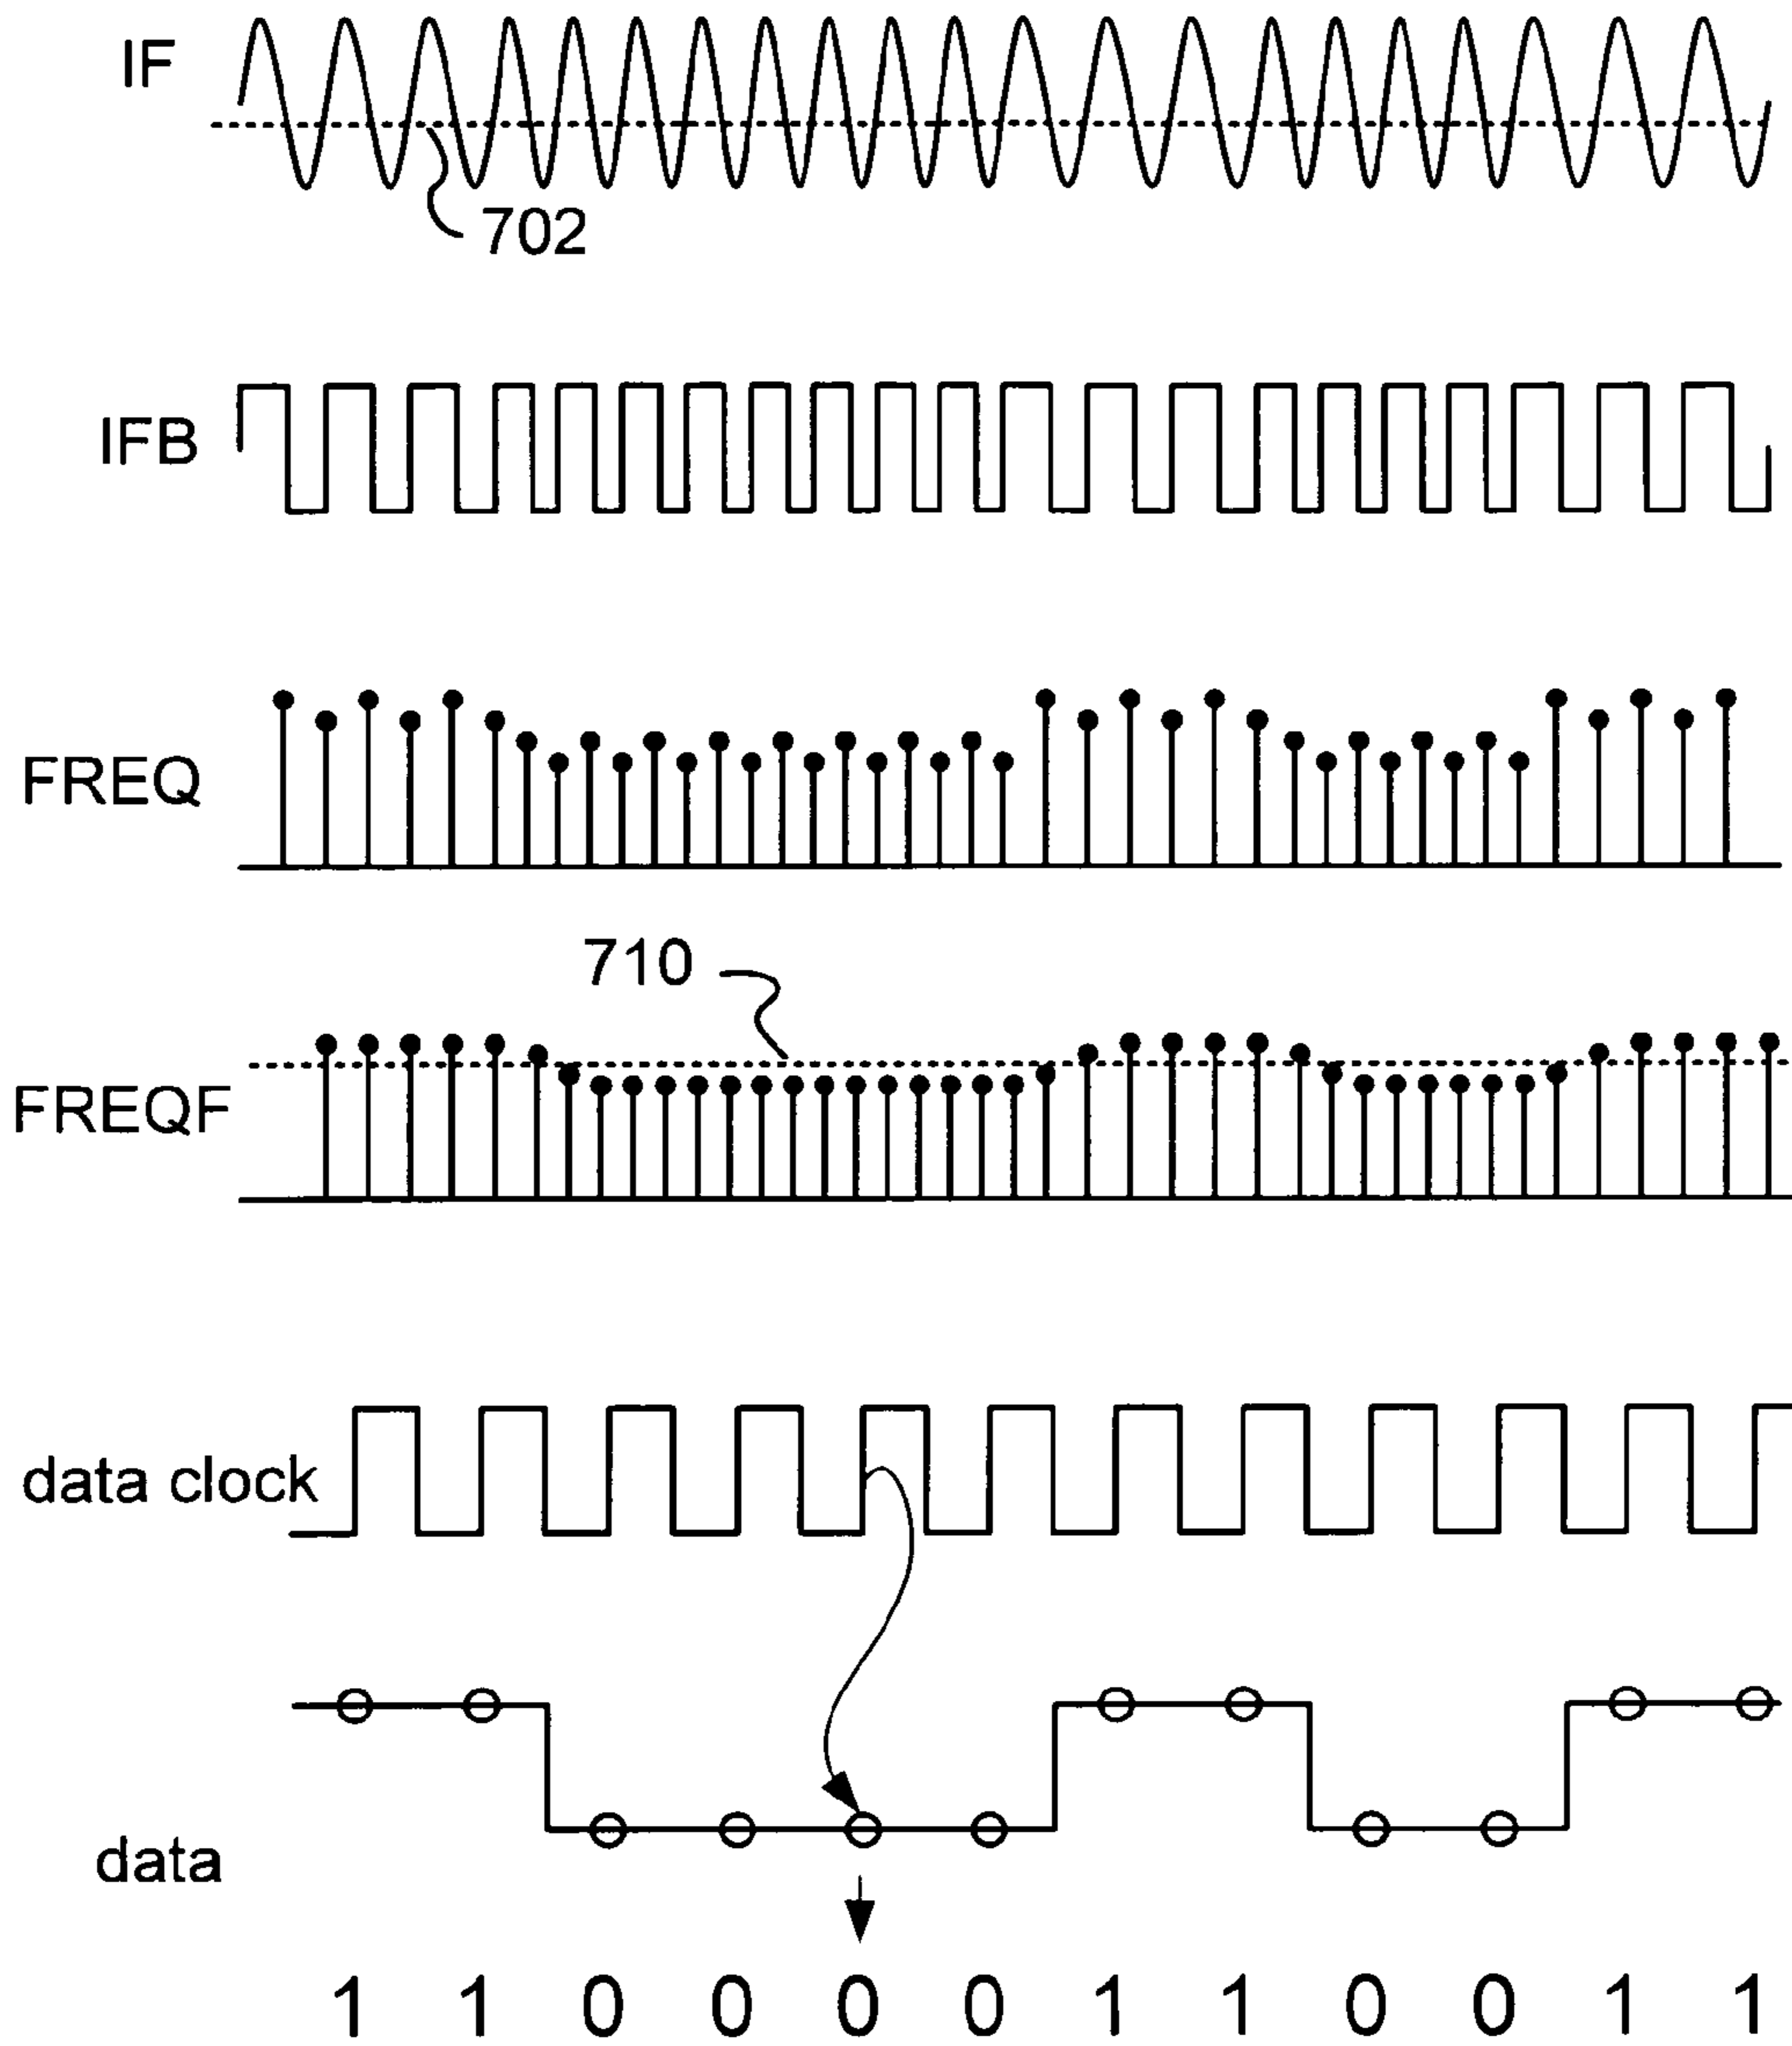 IF
702
IFB
FREQ
710
FREQF
data clock
data
1 1 0 0 0 0 1 1 0 0 1 1